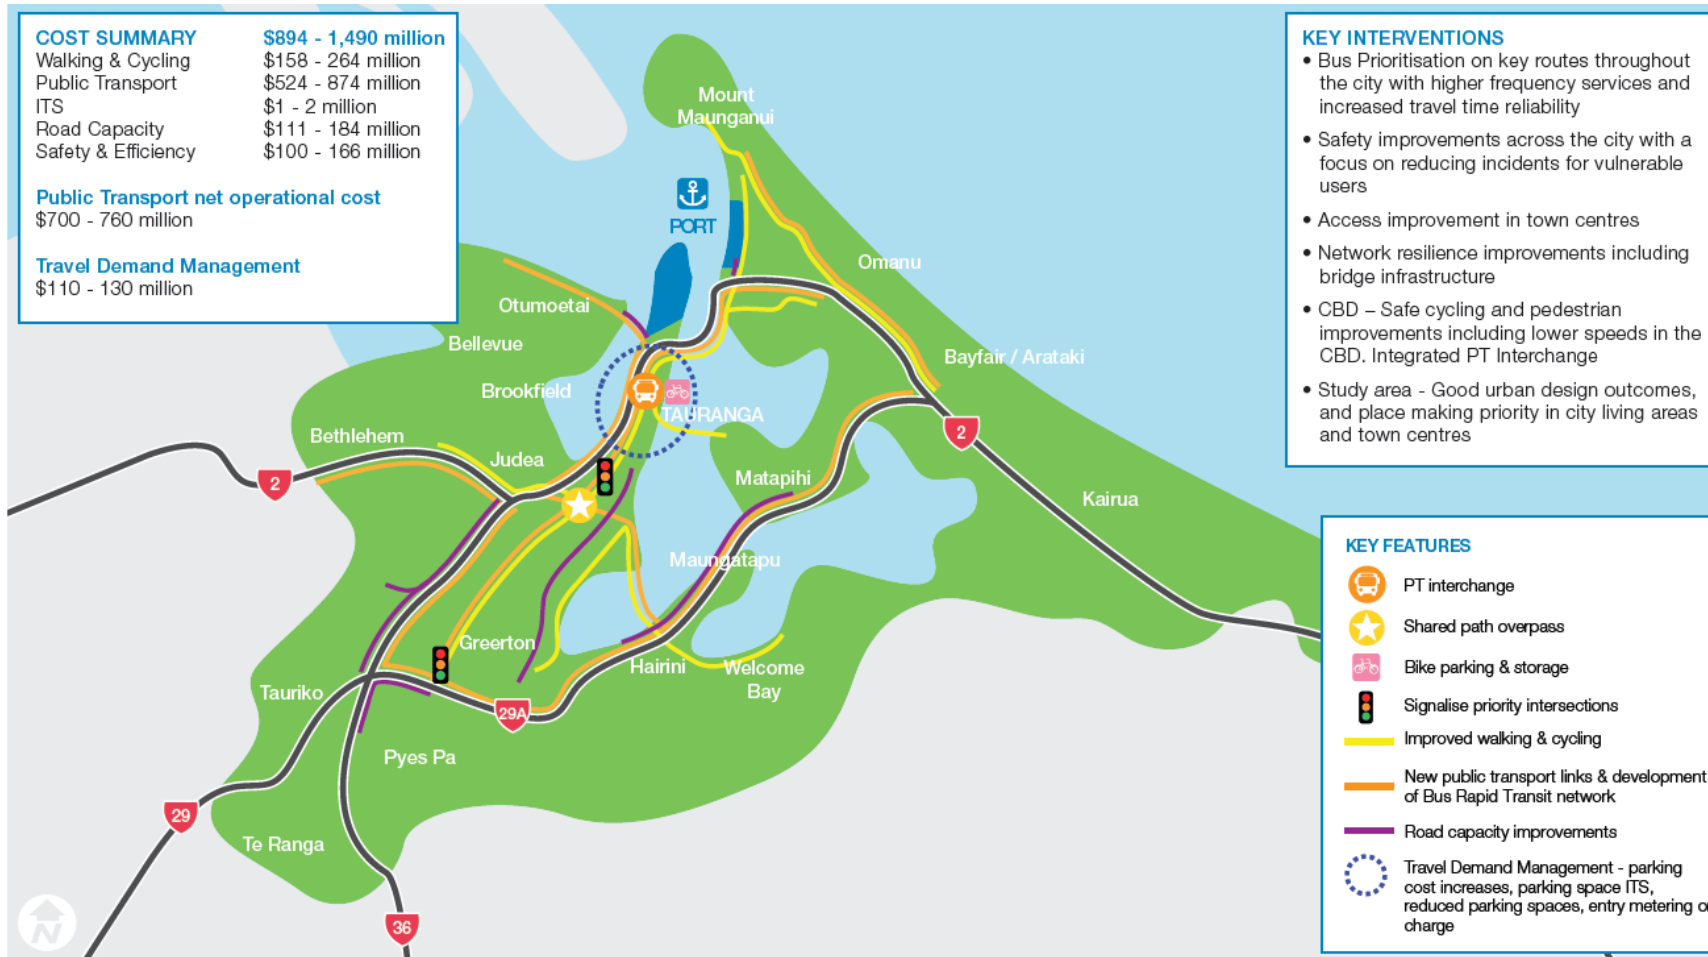 COST SUMMARY $894 - 1,490 million
Walking & Cycling $158 - 264 million
Public Transport $524 - 874 million
ITS $1 - 2 million
Road Capacity $111 - 184 million
Safety & Efficiency $100 - 166 million
Public Transport net operational cost
$700 - 760 million
Travel Demand Management
$110 - 130 million
KEY INTERVENTIONS
• Bus Prioritisation on key routes throughout
the city with higher frequency services and
increased travel time reliability
• Safety improvements across the city with a
focus on reducing incidents for vulnerable
users
• Access improvement in town centres
• Network resilience improvements including
bridge infrastructure
• CBD – Safe cycling and pedestrian
improvements including lower speeds in the
CBD. Integrated PT Interchange
• Study area - Good urban design outcomes,
and place making priority in city living areas
and town centres
Mount
Maunganui
PORT
Omanu
Otumoetai
Bellevue
Bayfair / Arataki
Brookfield
TAURANGA
Bethlehem
2
Judea
2
Matapihi
Kairua
Maungatapu
Greerton
Hairini
Welcome
Bay
Tauriko
29A
Pyes Pa
29
Te Ranga
36
N
KEY FEATURES
PT interchange
Shared path overpass
Bike parking & storage
Signalise priority intersections
Improved walking & cycling
New public transport links & development
of Bus Rapid Transit network
Road capacity improvements
Travel Demand Management - parking
cost increases, parking space ITS,
reduced parking spaces, entry metering or
charge